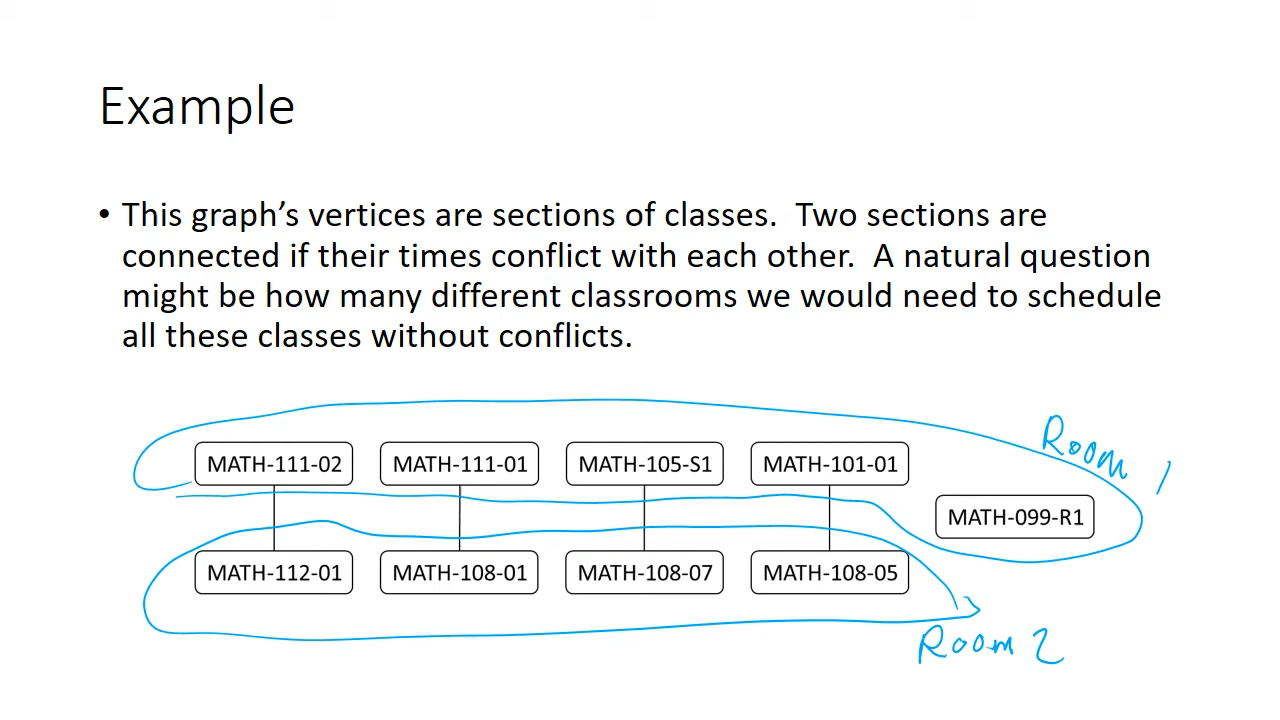 Example
• This graph’s vertices are sections of classes.  Two sections are
connected if their times conflict with each other.  A natural question
might be how many different classrooms we would need to schedule
all these classes without conflicts.
Room 1
MATH-111-02 MATH-111-01 MATH-105-S1 MATH-101-01
MATH-099-R1
MATH-112-01 MATH-108-01 MATH-108-07 MATH-108-05
Room 2